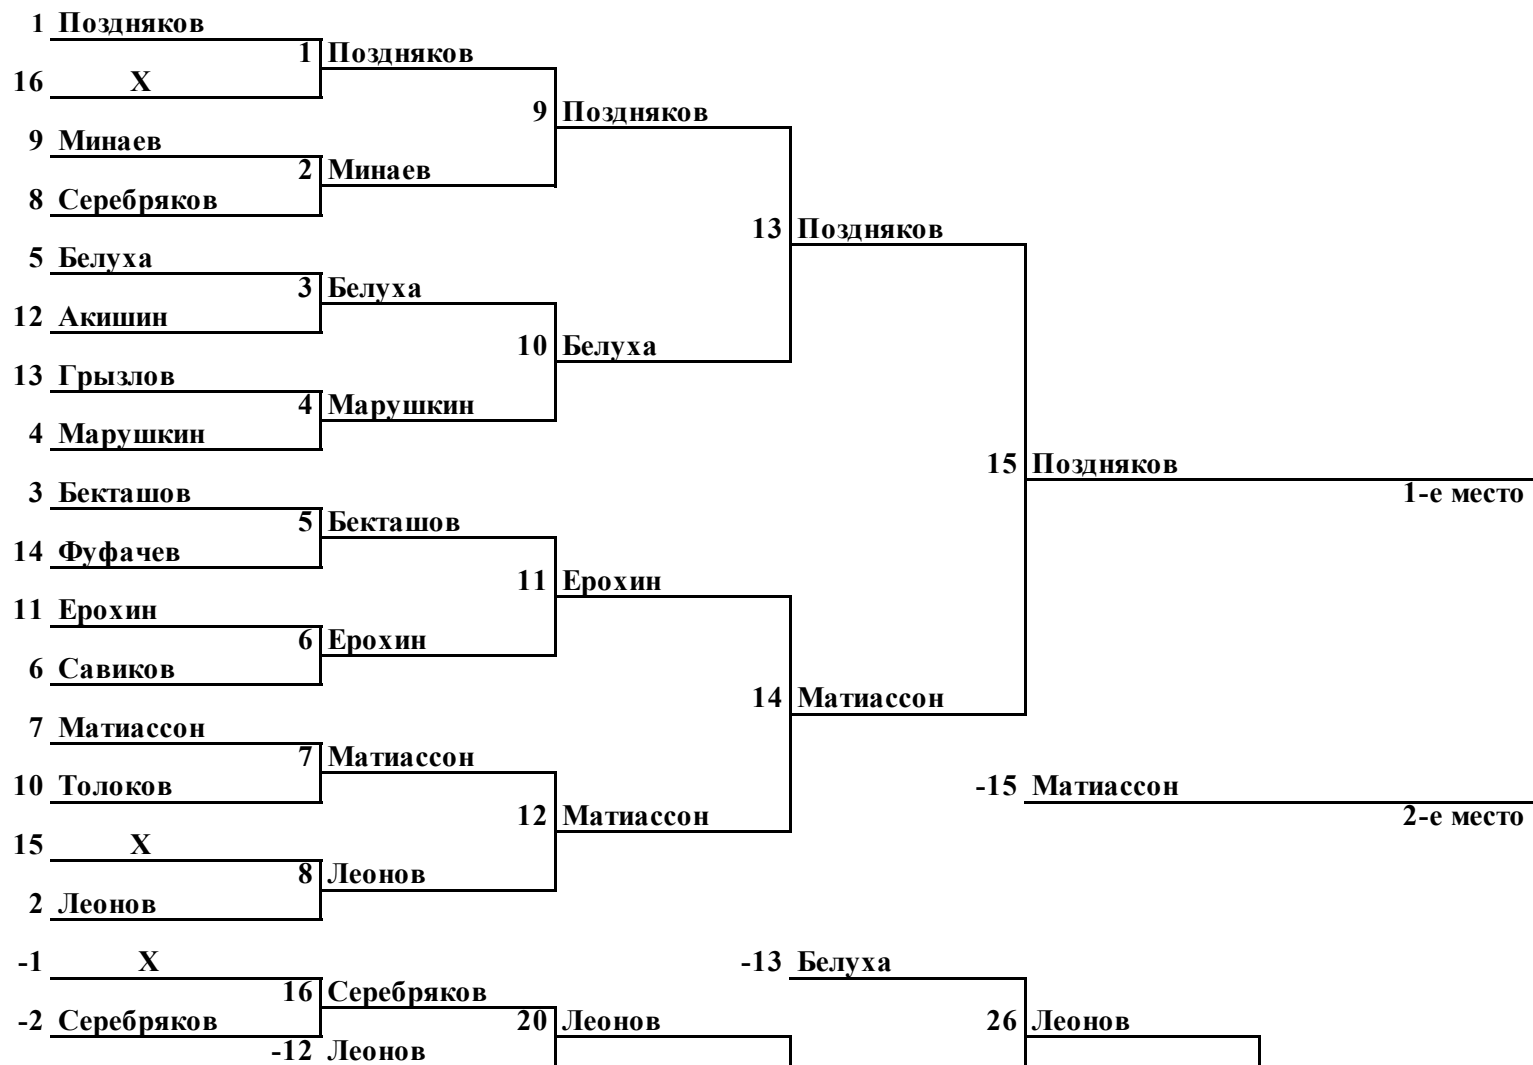 1 Поздняков
1 Поздняков
16 X
9 Поздняков
9 Минаев
2 Минаев
8 Серебряков
13 Поздняков
5 Белуха
3 Белуха
12 Акишин
10 Белуха
13 Грызлов
4 Марушкин
4 Марушкин
15 Поздняков
3 Бекташов
1-е место
5 Бекташов
14 Фуфачев
11 Ерохин
11 Ерохин
6 Ерохин
6 Савиков
14 Матиассон
7 Матиассон
7 Матиассон
10 Толоков
-15 Матиассон
12 Матиассон
2-е место
15 X
8 Леонов
2 Леонов
-1 X
-13 Белуха
16 Серебряков
-2 Серебряков
20 Леонов
26 Леонов
-12 Леонов